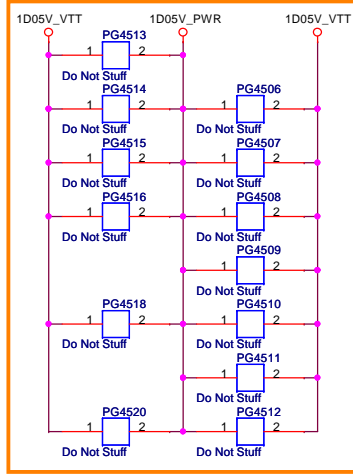 1D05V_VTT 1D05V_PWR 1D05V_VTT
PG4513
1 2
Do Not Stuff
PG4514 PG4506
1 2 1 2
Do Not Stuff Do Not Stuff
PG4515 PG4507
1 2 1 2
Do Not Stuff Do Not Stuff
PG4516 PG4508
1 2 1 2
Do Not Stuff Do Not Stuff
PG4509
1 2
Do Not Stuff
PG4518 PG4510
1 2 1 2
Do Not Stuff Do Not Stuff
PG4511
1 2
Do Not Stuff
PG4520 PG4512
1 2 1 2
Do Not Stuff Do Not Stuff